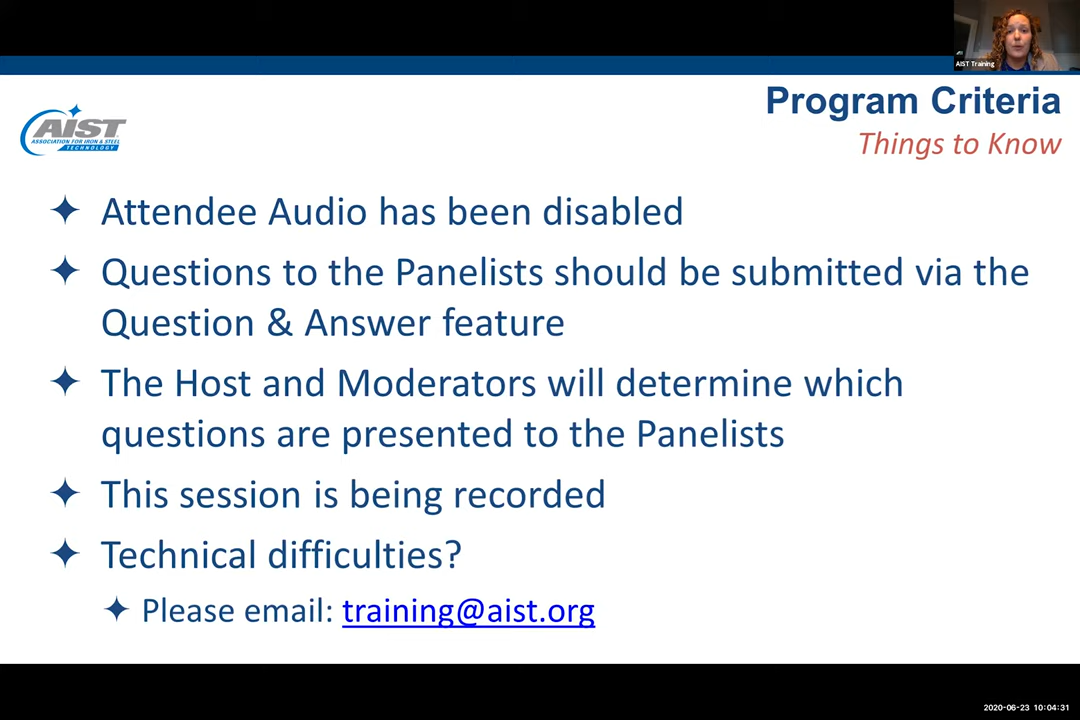 AIST Training
Program Criteria
Things to Know
AIST
ASSOCIATION FOR IRON & STEEL
TECHNOLOGY
Attendee Audio has been disabled
Questions to the Panelists should be submitted via the
Question & Answer feature
The Host and Moderators will determine which
questions are presented to the Panelists
This session is being recorded
Technical difficulties?
Please email: training@aist.org
2020-06-23 10:04:31